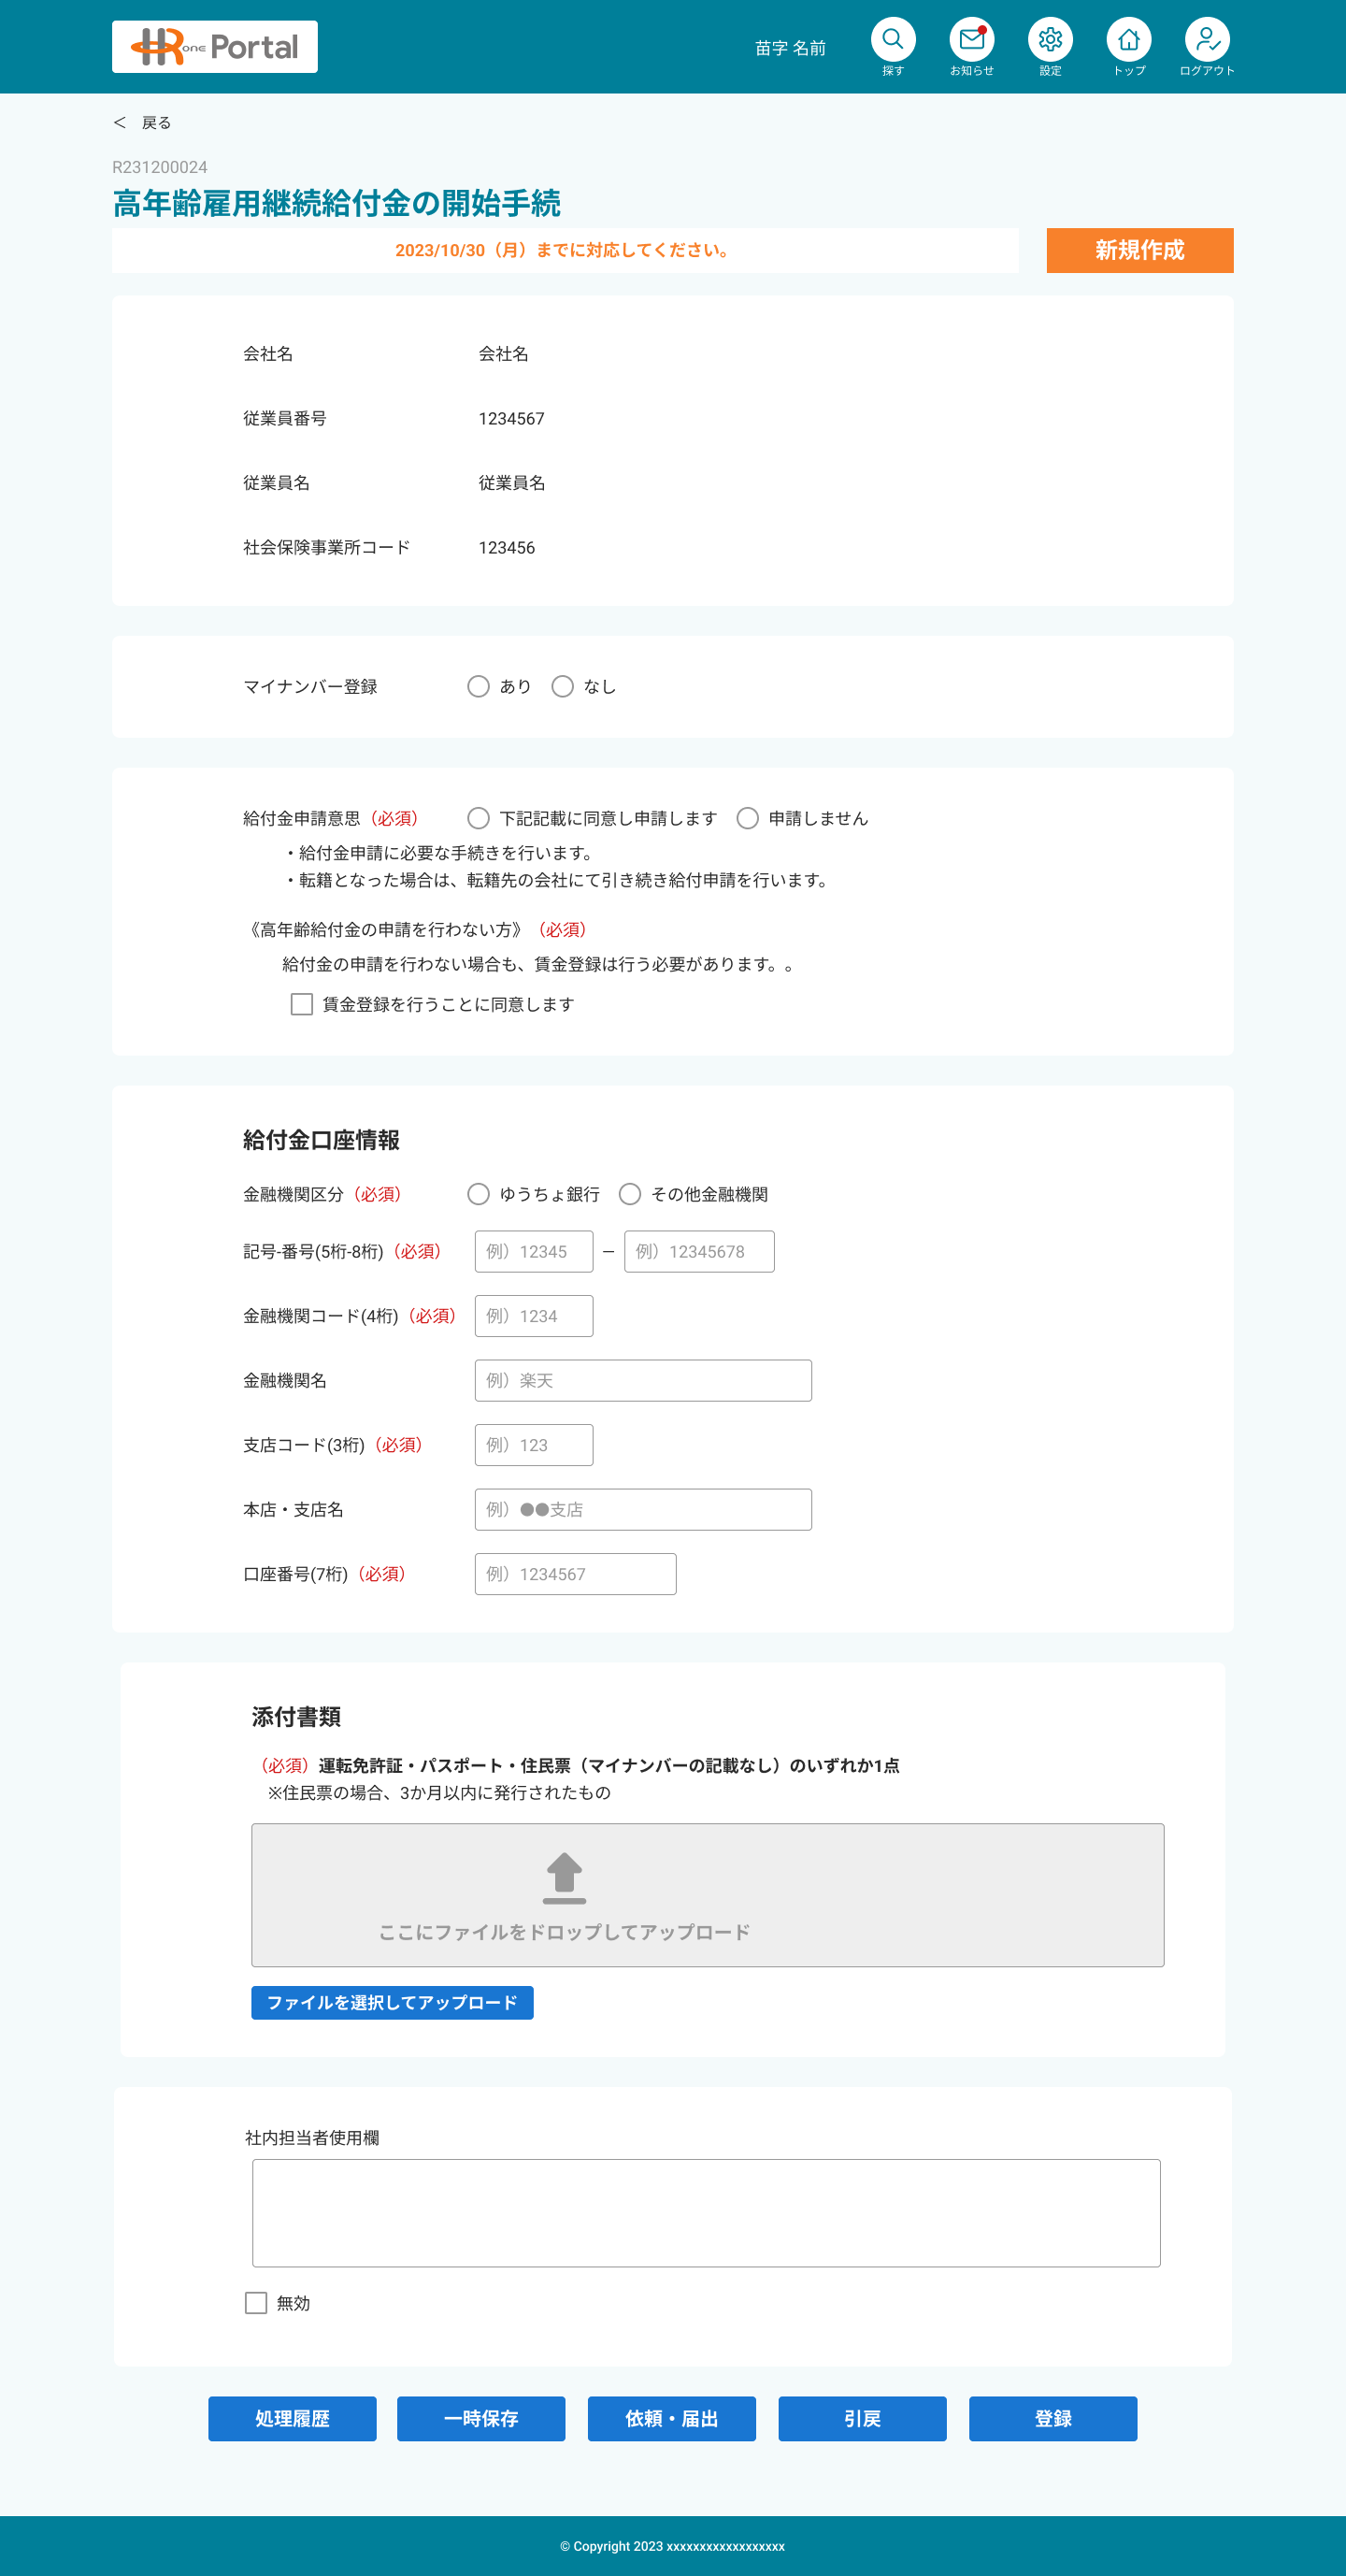 HR one Portal
苗字 名前
探す
お知らせ
設定
トップ
ログアウト
＜ 戻る
R231200024
高年齢雇用継続給付金の開始手続
2023/10/30（月）までに対応してください。
新規作成
会社名 会社名
従業員番号 1234567
従業員名 従業員名
社会保険事業所コード 123456
マイナンバー登録 あり なし
給付金申請意思（必須） 下記記載に同意し申請します 申請しません
・給付金申請に必要な手続きを行います。
・転籍となった場合は、転籍先の会社にて引き続き給付申請を行います。
《高年齢給付金の申請を行わない方》（必須）
給付金の申請を行わない場合も、賃金登録は行う必要があります。。
賃金登録を行うことに同意します
給付金口座情報
金融機関区分（必須） ゆうちょ銀行 その他金融機関
記号-番号(5桁-8桁)（必須） 例）12345 － 例）12345678
金融機関コード(4桁)（必須） 例）1234
金融機関名 例）楽天
支店コード(3桁)（必須） 例）123
本店・支店名 例）●●支店
口座番号(7桁)（必須） 例）1234567
添付書類
（必須）運転免許証・パスポート・住民票（マイナンバーの記載なし）のいずれか1点
※住民票の場合、3か月以内に発行されたもの
ここにファイルをドロップしてアップロード
ファイルを選択してアップロード
社内担当者使用欄
無効
処理履歴 一時保存 依頼・届出 引戻 登録
© Copyright 2023 xxxxxxxxxxxxxxxxxx